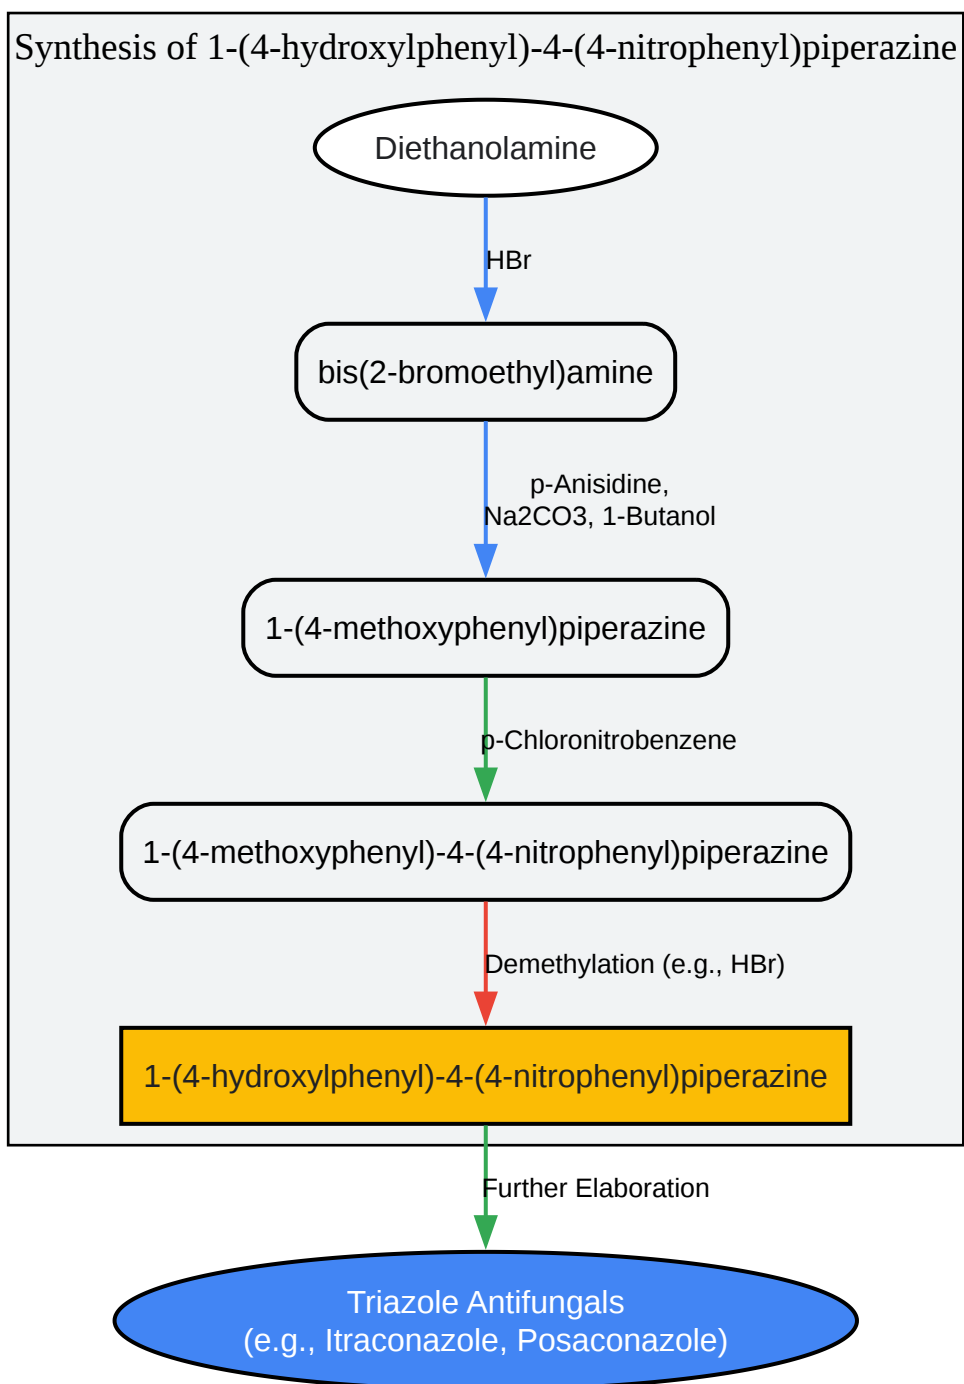 Synthesis of 1-(4-hydroxylphenyl)-4-(4-nitrophenyl)piperazine
Diethanolamine
HBr
bis(2-bromoethyl)amine
p-Anisidine,
Na2CO3, 1-Butanol
1-(4-methoxyphenyl)piperazine
p-Chloronitrobenzene
1-(4-methoxyphenyl)-4-(4-nitrophenyl)piperazine
Demethylation (e.g., HBr)
1-(4-hydroxylphenyl)-4-(4-nitrophenyl)piperazine
Further Elaboration
Triazole Antifungals
(e.g., Itraconazole, Posaconazole)